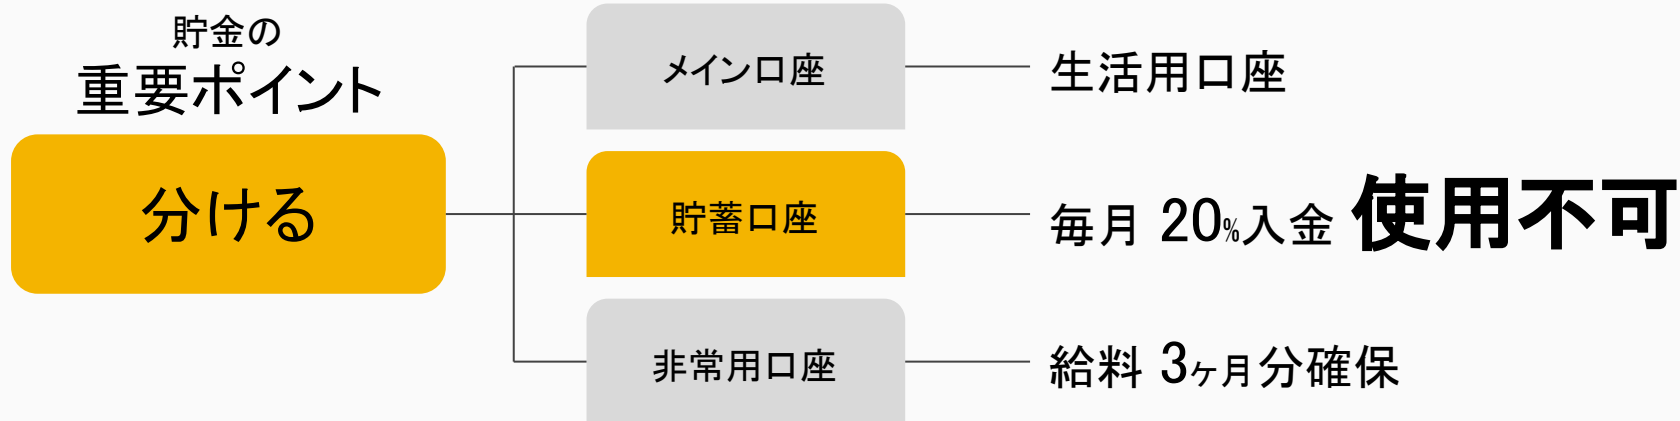 貯金の
重要ポイント
分ける
メイン口座
生活用口座
貯蓄口座
毎月 20%入金 使用不可
非常用口座
給料 3ヶ月分確保